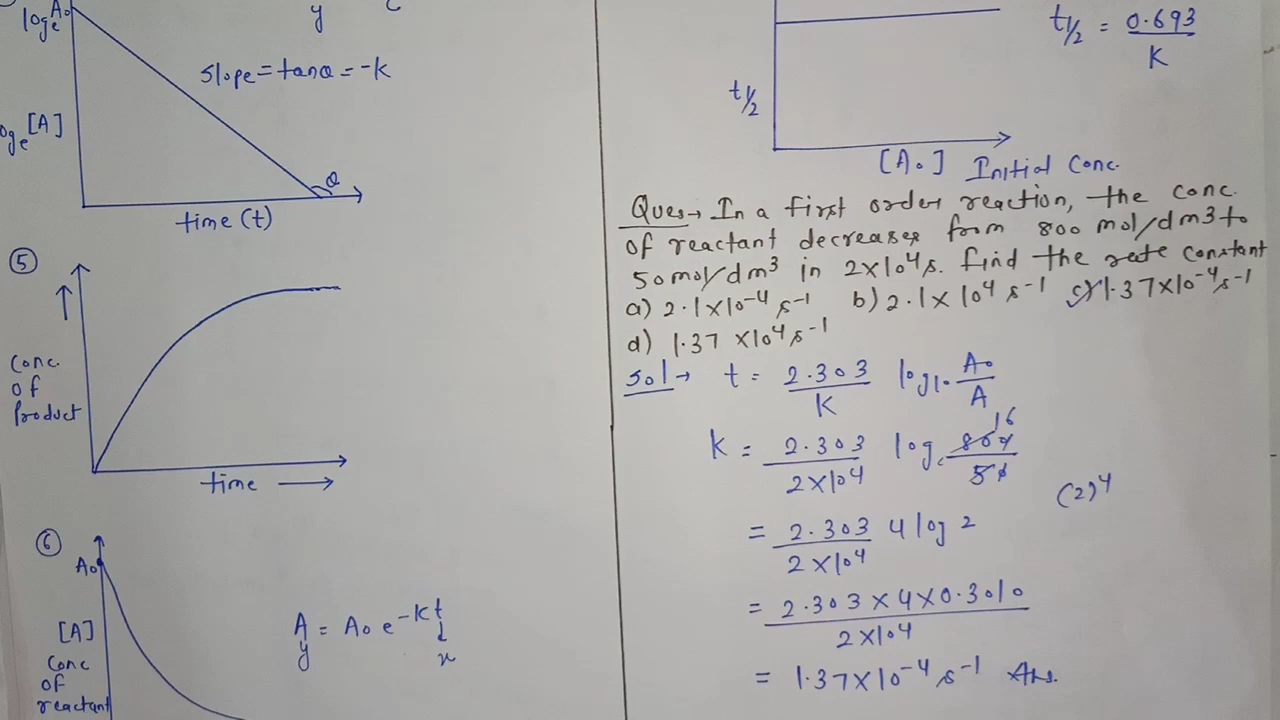 logₑA₀
y
slope = tanθ = -k
[A]
θ
time (t)
⑤
Conc.
of
Product
time →
⑥
A₀
[A]
Conc
of
reactant
A = A₀ e^-kt
y
x
t½ = 0.693/K
t½
[A₀] Initial Conc.
Ques → In a first order reaction, the conc.
of reactant decreases from 800 mol/dm3 to
50 mol/dm³ in 2×10⁴s. find the rate constant
a) 2.1×10⁻⁴ s⁻¹ b) 2.1 × 10⁴ s⁻¹ c) 1.37×10⁻⁴ s⁻¹
d) 1.37 ×10⁴ s⁻¹
Sol → t = 2.303/K log₁₀ A₀/A
K = 2.303/2×10⁴ log 800/50 16
(2)⁴
= 2.303/2×10⁴ 4 log 2
= 2.303×4×0.3010/2×10⁴
= 1.37×10⁻⁴ s⁻¹ Ans.